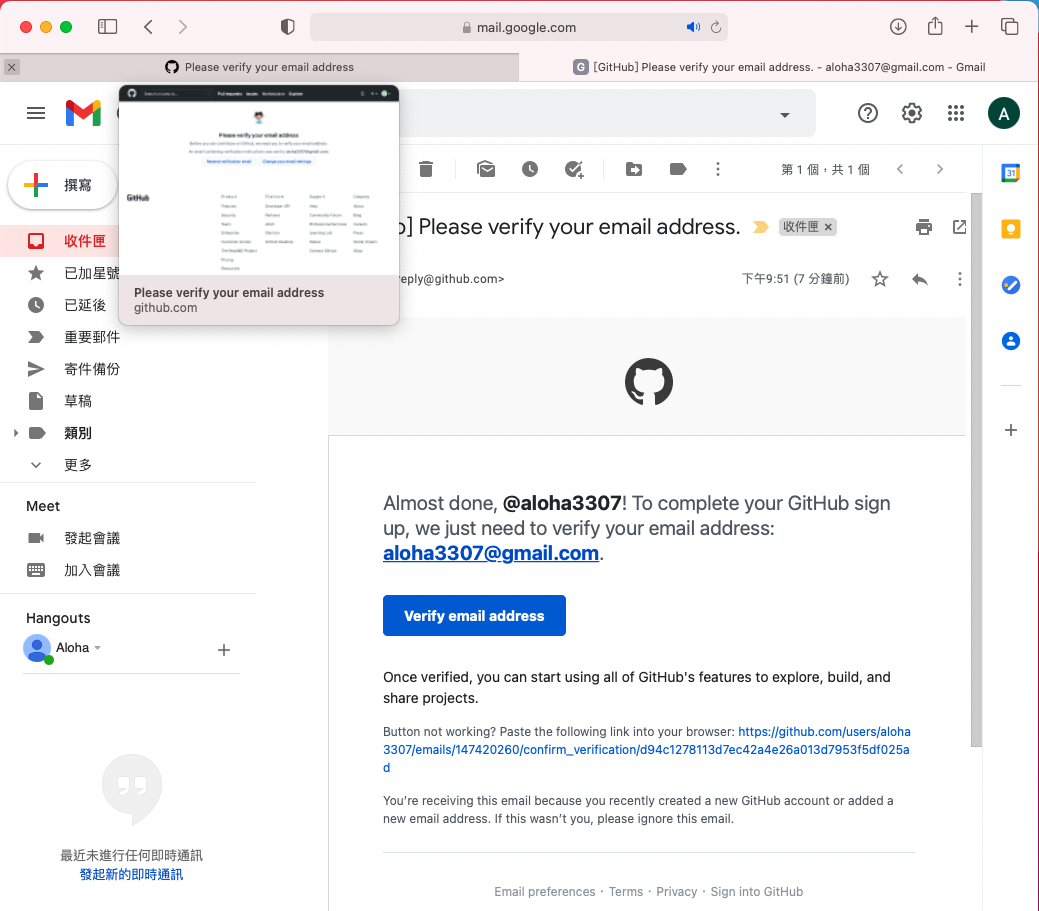 mail.google.com
Please verify your email address
G [GitHub] Please verify your email address. - aloha3307@gmail.com - Gmail
A
撰寫
第 1 個，共 1 個
31
Please verify your email address
GitHub
Product
Platform
Support
Company
Please verify your email address
github.com
] Please verify your email address.
收件匣 ×
收件匣
已加星號
eply@github.com>
下午9:51 (7 分鐘前)
已延後
重要郵件
寄件備份
草稿
類別
更多
Meet
發起會議
加入會議
Hangouts
Aloha
最近未進行任何即時通訊
發起新的即時通訊
Almost done, @aloha3307! To complete your GitHub sign
up, we just need to verify your email address:
aloha3307@gmail.com.
Verify email address
Once verified, you can start using all of GitHub's features to explore, build, and
share projects.
Button not working? Paste the following link into your browser: https://github.com/users/aloha
3307/emails/147420260/confirm_verification/d94c1278113d7ec42a4e26a013d7953f5df025a
d
You’re receiving this email because you recently created a new GitHub account or added a
new email address. If this wasn’t you, please ignore this email.
Email preferences · Terms · Privacy · Sign into GitHub